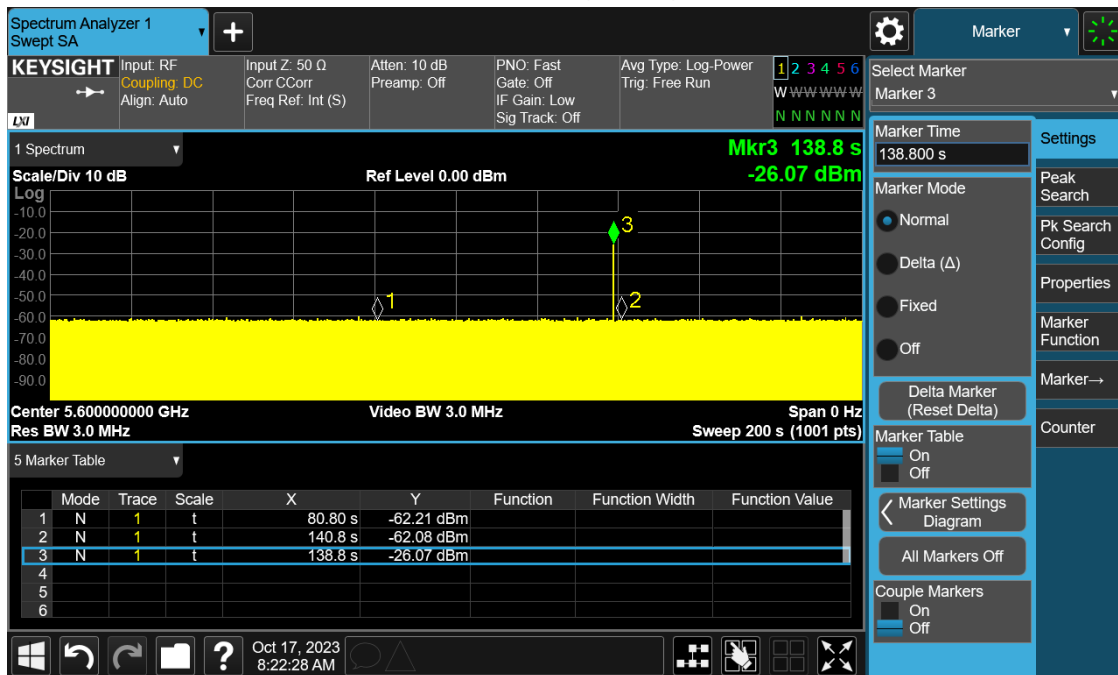 Spectrum Analyzer 1
Swept SA
Marker
KEYSIGHT
LXI
Input: RF
Coupling: DC
Align: Auto
Input Z: 50 Ω
Corr CCorr
Freq Ref: Int (S)
Atten: 10 dB
Preamp: Off
PNO: Fast
Gate: Off
IF Gain: Low
Sig Track: Off
Avg Type: Log-Power
Trig: Free Run
1 2 3 4 5 6
W W W W W W
N N N N N N
Select Marker
Marker 3
1 Spectrum
Mkr3 138.8 s
Scale/Div 10 dB
Ref Level 0.00 dBm
-26.07 dBm
Log
-10.0
-20.0
-30.0
-40.0
-50.0
-60.0
-70.0
-80.0
-90.0
1
2
3
Center 5.600000000 GHz
Video BW 3.0 MHz
Span 0 Hz
Res BW 3.0 MHz
Sweep 200 s (1001 pts)
5 Marker Table
Mode Trace Scale X Y Function Function Width Function Value
1 N 1 t 80.80 s -62.21 dBm
2 N 1 t 140.8 s -62.08 dBm
3 N 1 t 138.8 s -26.07 dBm
4
5
6
?
Oct 17, 2023
8:22:28 AM
Marker Time
138.800 s
Marker Mode
Normal
Delta (Δ)
Fixed
Off
Delta Marker
(Reset Delta)
Marker Table
On
Off
Marker Settings
Diagram
All Markers Off
Couple Markers
On
Off
Settings
Peak
Search
Pk Search
Config
Properties
Marker
Function
Marker→
Counter